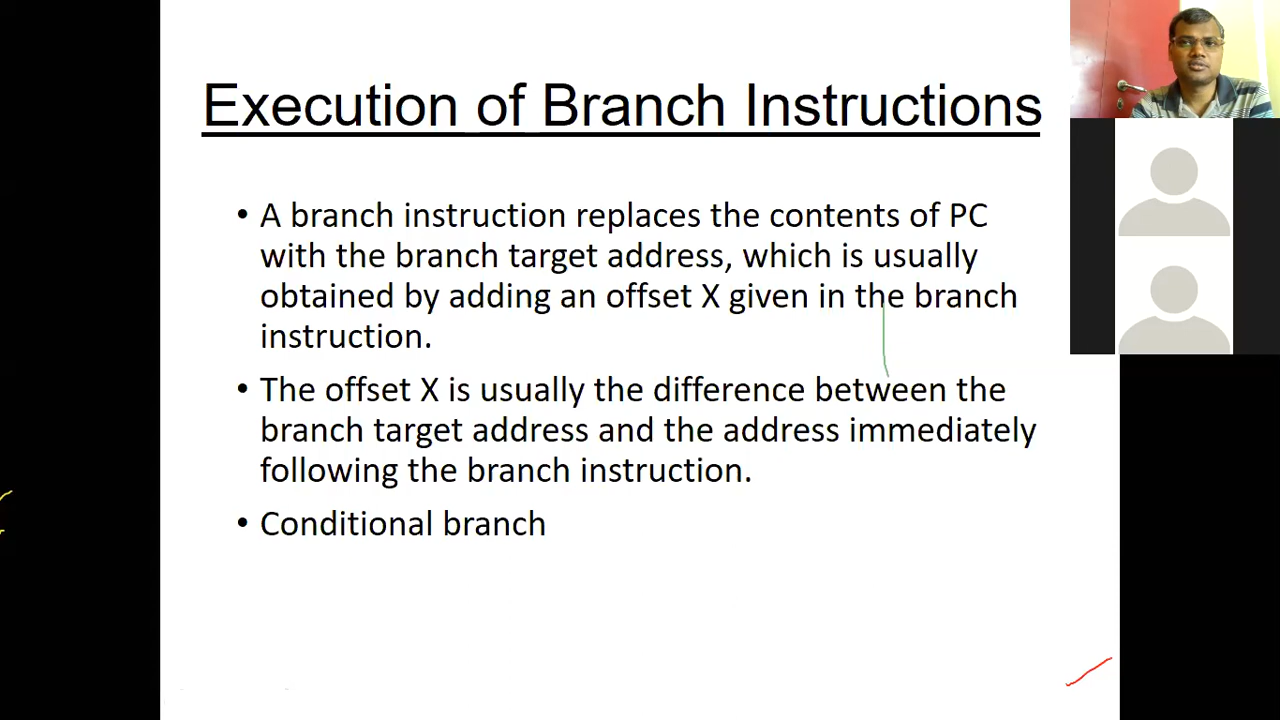 Execution of Branch Instructions
• A branch instruction replaces the contents of PC
with the branch target address, which is usually
obtained by adding an offset X given in the branch
instruction.
• The offset X is usually the difference between the
branch target address and the address immediately
following the branch instruction.
• Conditional branch